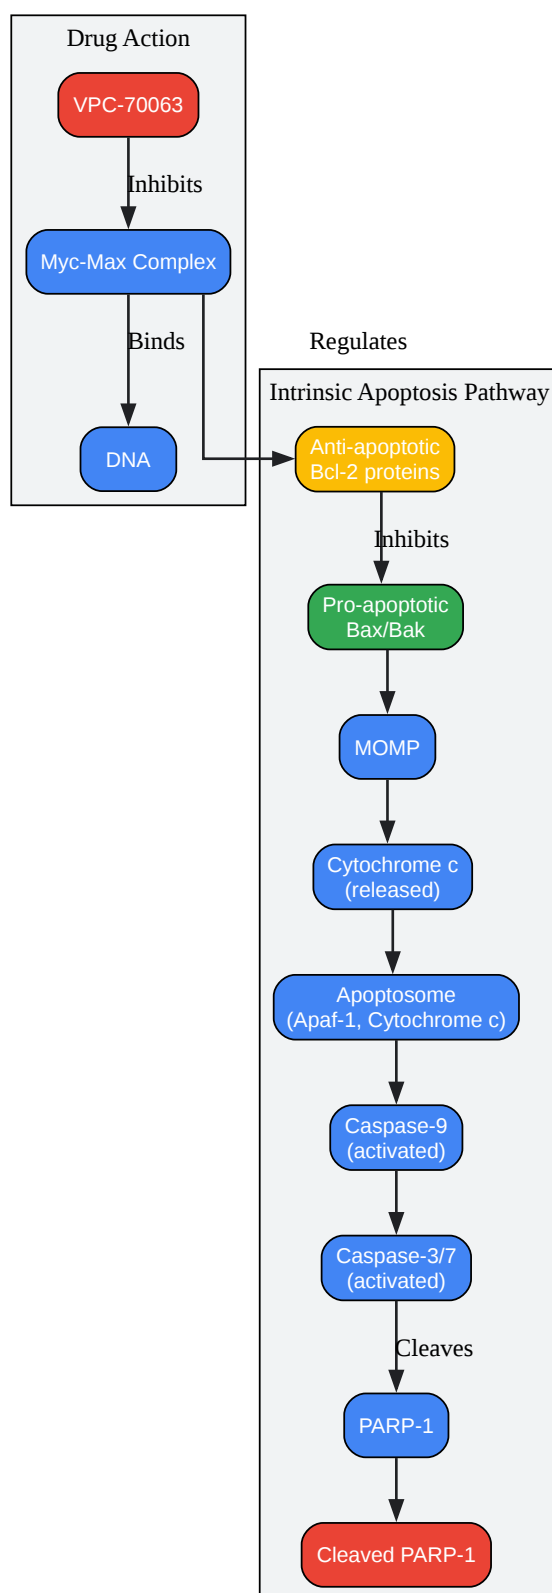 Drug Action
VPC-70063
Inhibits
Myc-Max Complex
Binds
DNA
Regulates
Intrinsic Apoptosis Pathway
Anti-apoptotic
Bcl-2 proteins
Inhibits
Pro-apoptotic
Bax/Bak
MOMP
Cytochrome c
(released)
Apoptosome
(Apaf-1, Cytochrome c)
Caspase-9
(activated)
Caspase-3/7
(activated)
Cleaves
PARP-1
Cleaved PARP-1